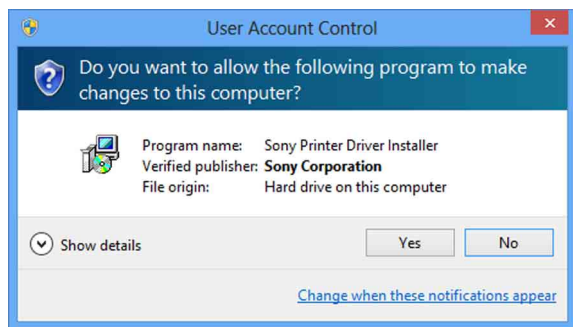 User Account Control
Do you want to allow the following program to make
changes to this computer?
Program name: Sony Printer Driver Installer
Verified publisher: Sony Corporation
File origin: Hard drive on this computer
Show details
Yes
No
Change when these notifications appear